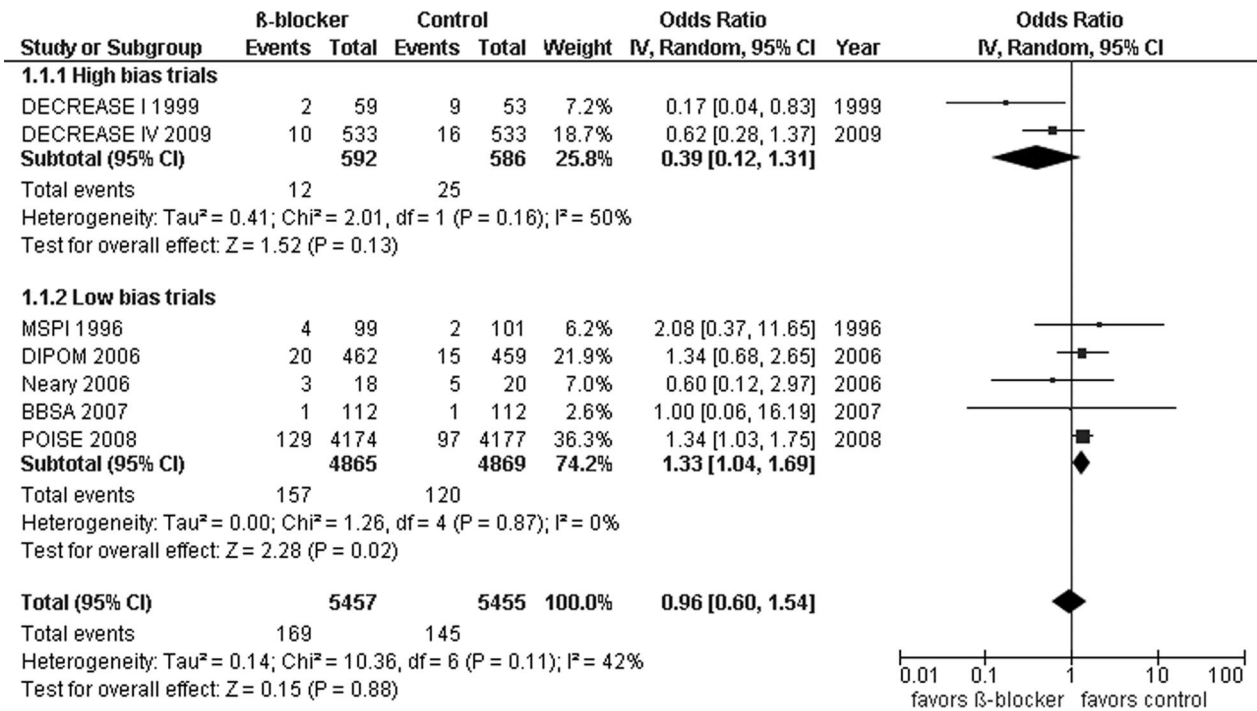 ß-blocker Control Odds Ratio Odds Ratio
Study or Subgroup Events Total Events Total Weight IV, Random, 95% CI Year IV, Random, 95% CI
1.1.1 High bias trials
DECREASE I 1999 2 59 9 53 7.2% 0.17 [0.04, 0.83] 1999
DECREASE IV 2009 10 533 16 533 18.7% 0.62 [0.28, 1.37] 2009
Subtotal (95% CI) 592 586 25.8% 0.39 [0.12, 1.31]
Total events 12 25
Heterogeneity: Tau² = 0.41; Chi² = 2.01, df = 1 (P = 0.16); I² = 50%
Test for overall effect: Z = 1.52 (P = 0.13)
1.1.2 Low bias trials
MSPI 1996 4 99 2 101 6.2% 2.08 [0.37, 11.65] 1996
DIPOM 2006 20 462 15 459 21.9% 1.34 [0.68, 2.65] 2006
Neary 2006 3 18 5 20 7.0% 0.60 [0.12, 2.97] 2006
BBSA 2007 1 112 1 112 2.6% 1.00 [0.06, 16.19] 2007
POISE 2008 129 4174 97 4177 36.3% 1.34 [1.03, 1.75] 2008
Subtotal (95% CI) 4865 4869 74.2% 1.33 [1.04, 1.69]
Total events 157 120
Heterogeneity: Tau² = 0.00; Chi² = 1.26, df = 4 (P = 0.87); I² = 0%
Test for overall effect: Z = 2.28 (P = 0.02)
Total (95% CI) 5457 5455 100.0% 0.96 [0.60, 1.54]
Total events 169 145
Heterogeneity: Tau² = 0.14; Chi² = 10.36, df = 6 (P = 0.11); I² = 42%
Test for overall effect: Z = 0.15 (P = 0.88)
0.01 0.1 1 10 100
favors ß-blocker favors control